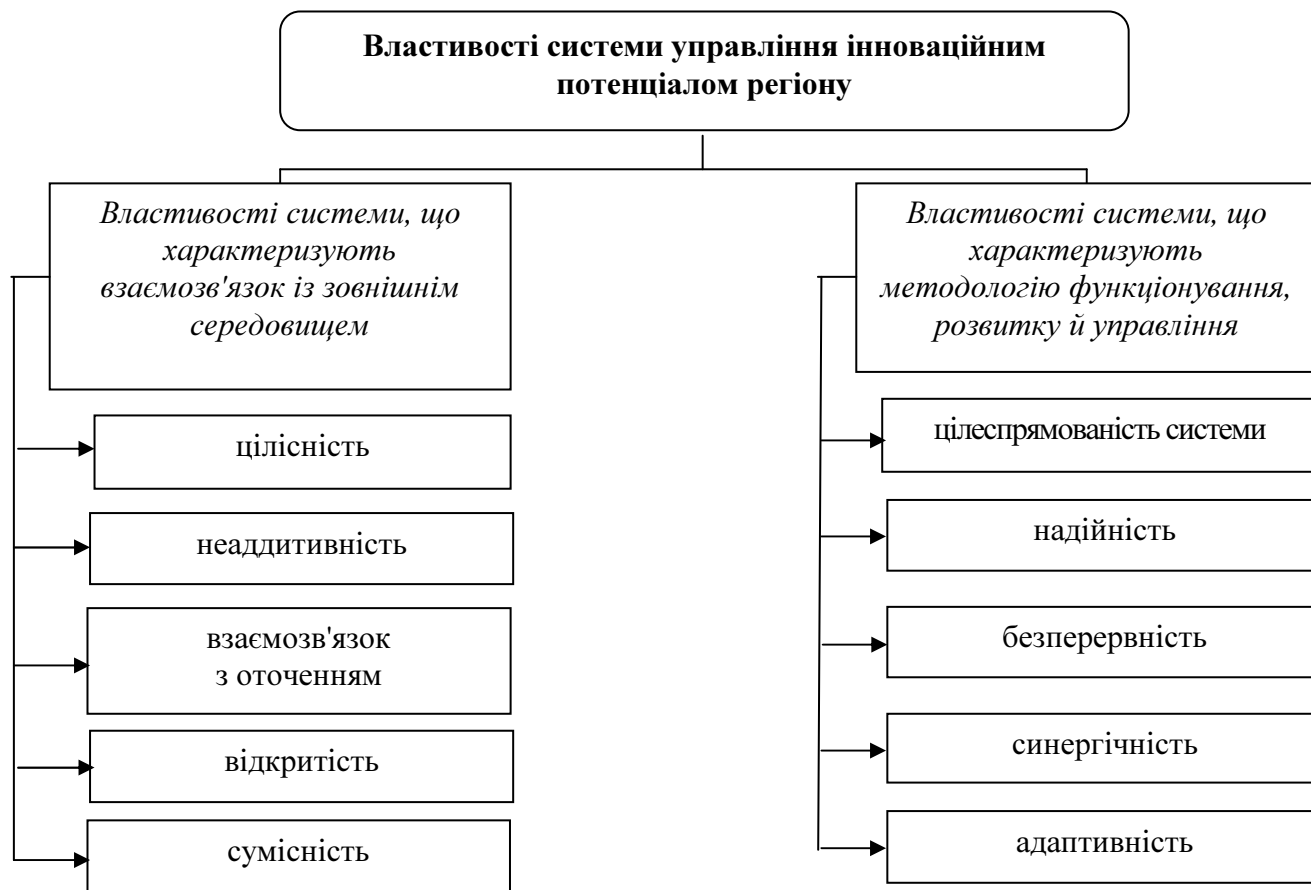 Властивості системи управління інноваційним
потенціалом регіону
Властивості системи, що
характеризують
взаємозв'язок із зовнішнім
середовищем
цілісність
неаддитивність
взаємозв'язок
з оточенням
відкритість
сумісність
Властивості системи, що
характеризують
методологію функціонування,
розвитку й управління
цілеспрямованість системи
надійність
безперервність
синергічність
адаптивність